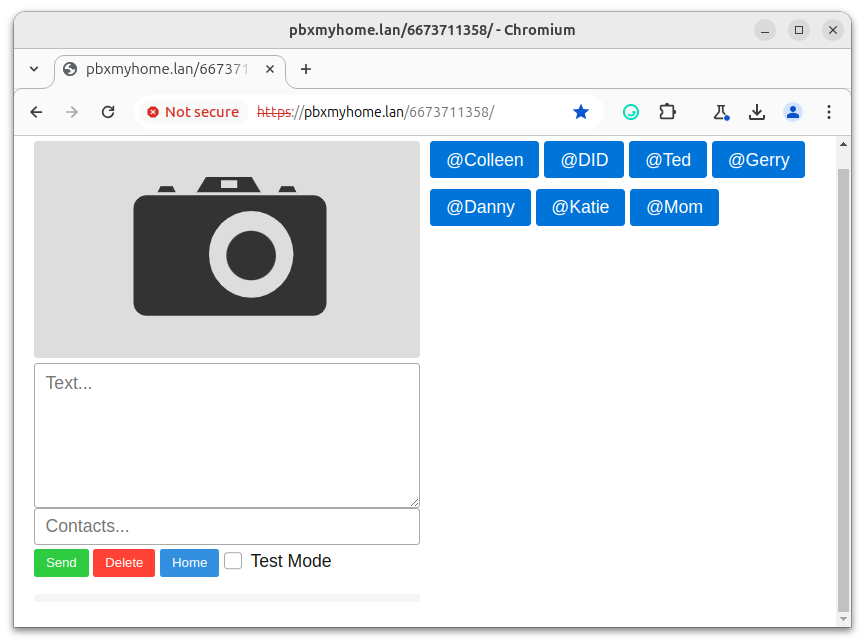 pbxmyhome.lan/6673711358/ - Chromium
pbxmyhome.lan/667371
Not secure https://pbxmyhome.lan/6673711358/
@Colleen @DID @Ted @Gerry
@Danny @Katie @Mom
Text...
Contacts...
Send Delete Home Test Mode